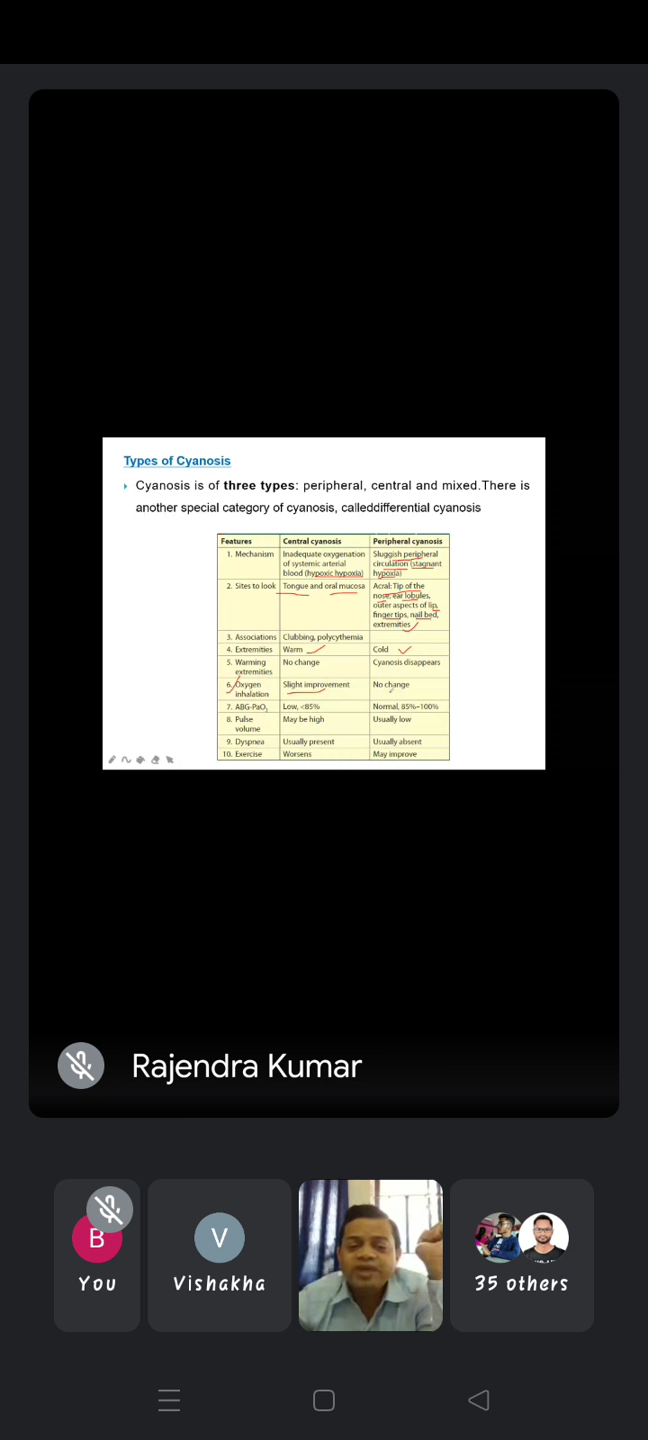 Types of Cyanosis
Cyanosis is of three types: peripheral, central and mixed.There is
another special category of cyanosis, calleddifferential cyanosis
Features Central cyanosis Peripheral cyanosis
1. Mechanism Inadequate oxygenation Sluggish peripheral
of systemic arterial circulation (stagnant
blood (hypoxic hypoxia) hypoxia)
2. Sites to look Tongue and oral mucosa Acral: Tip of the
nose, ear lobules,
outer aspects of lip,
finger tips, nail bed,
extremities
3. Associations Clubbing, polycythemia
4. Extremities Warm Cold
5. Warming No change Cyanosis disappears
extremities
6. Oxygen Slight improvement No change
inhalation
7. ABG-PaO₂ Low, <85% Normal, 85%–100%
8. Pulse May be high Usually low
volume
9. Dyspnea Usually present Usually absent
10. Exercise Worsens May improve
Rajendra Kumar
B V
You Vishakha 35 others